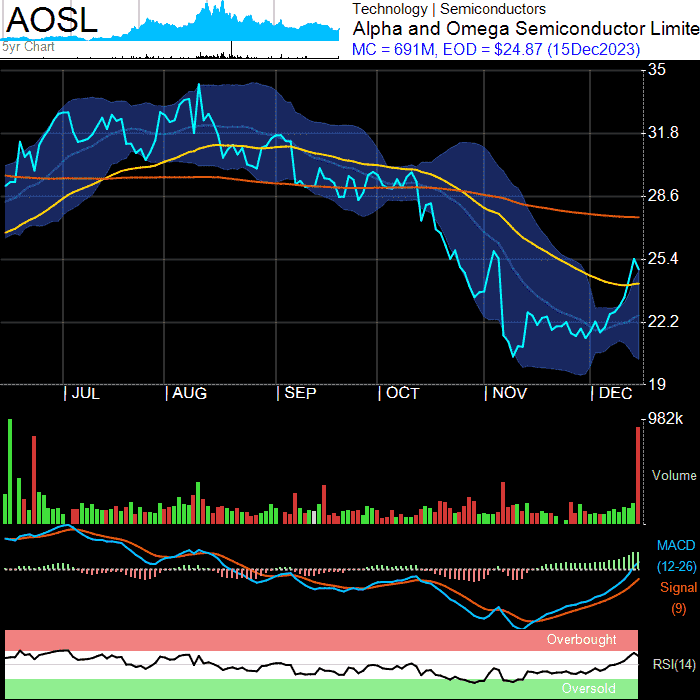 AOSL
5yr Chart
Technology | Semiconductors
Alpha and Omega Semiconductor Limite
MC = 691M, EOD = $24.87 (15Dec2023)
35
31.8
28.6
25.4
22.2
19
| JUL | AUG | SEP | OCT | NOV | DEC
982k
Volume
MACD
(12-26)
Signal
(9)
Overbought
RSI(14)
Oversold